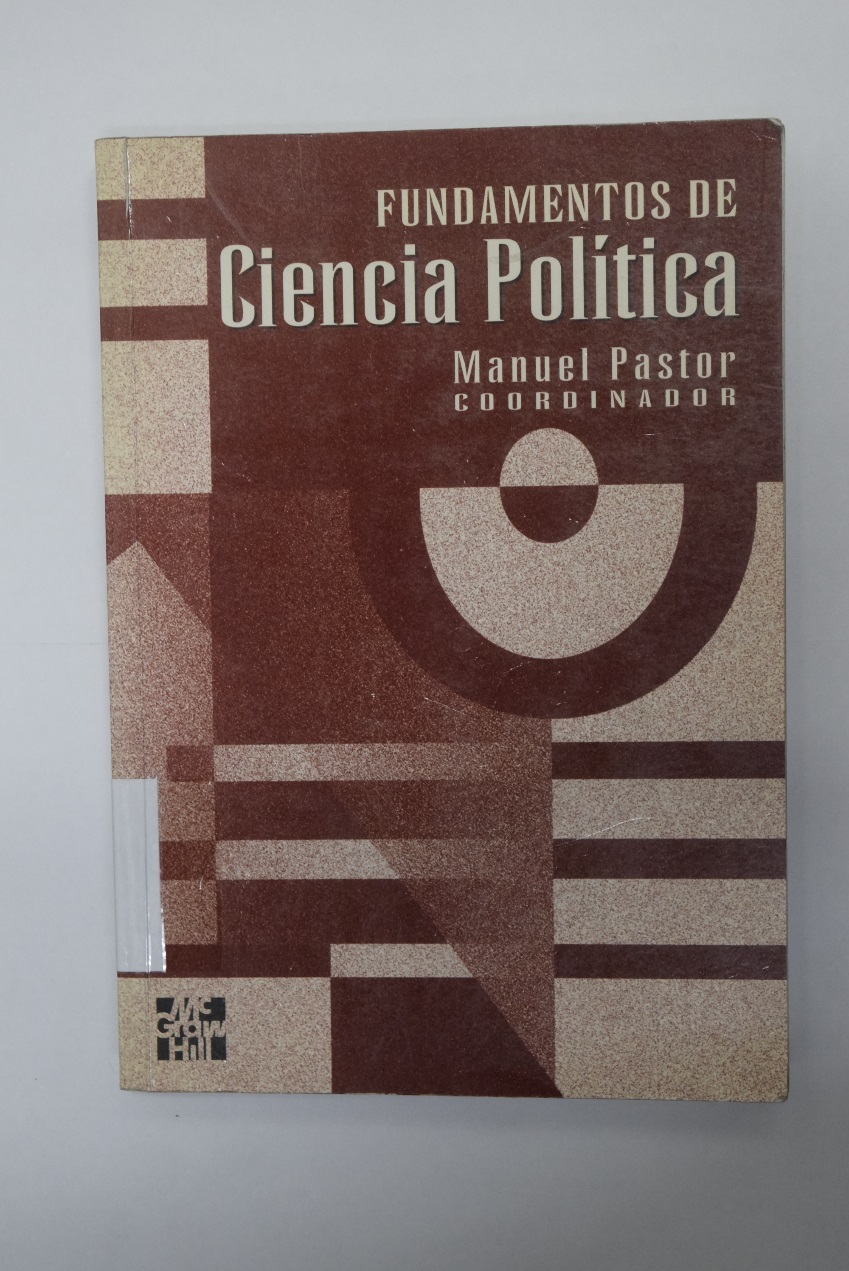 FUNDAMENTOS DE
Ciencia Política
Manuel Pastor
COORDINADOR
Mc
Graw
Hill